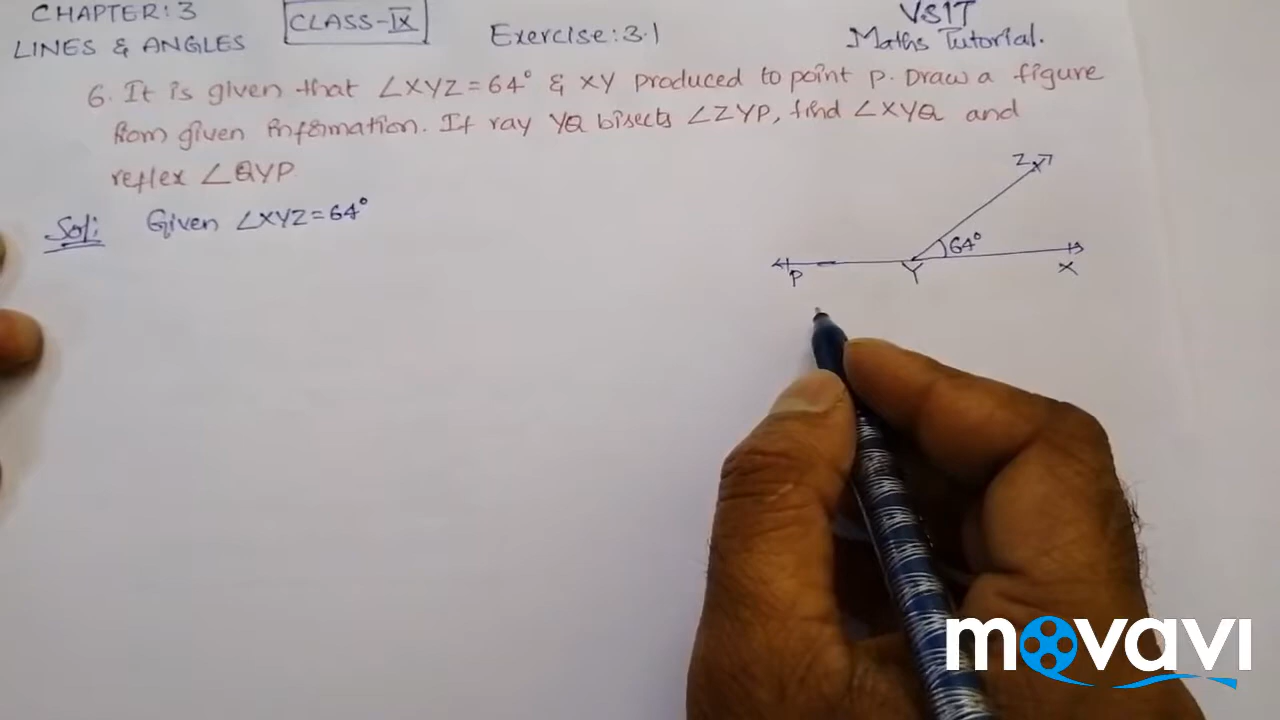 CHAPTER: 3
LINES & ANGLES
CLASS-IX
Exercise: 3.1
VSIT
Maths Tutorial.
6. It is given that ∠XYZ = 64° & XY produced to point P. Draw a figure
from given information. If ray YQ bisects ∠ZYP, find ∠XYQ and
reflex ∠QYP
Sol: Given ∠XYZ = 64°
Z
64°
P
Y
X
movavi